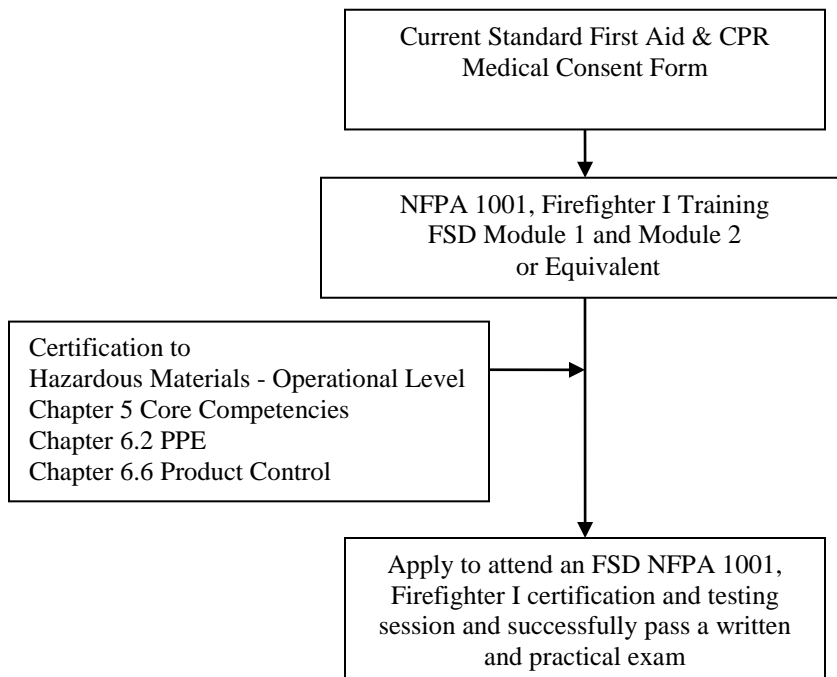 Current Standard First Aid & CPR
Medical Consent Form
NFPA 1001, Firefighter I Training
FSD Module 1 and Module 2
or Equivalent
Certification to
Hazardous Materials - Operational Level
Chapter 5 Core Competencies
Chapter 6.2 PPE
Chapter 6.6 Product Control
Apply to attend an FSD NFPA 1001,
Firefighter I certification and testing
session and successfully pass a written
and practical exam